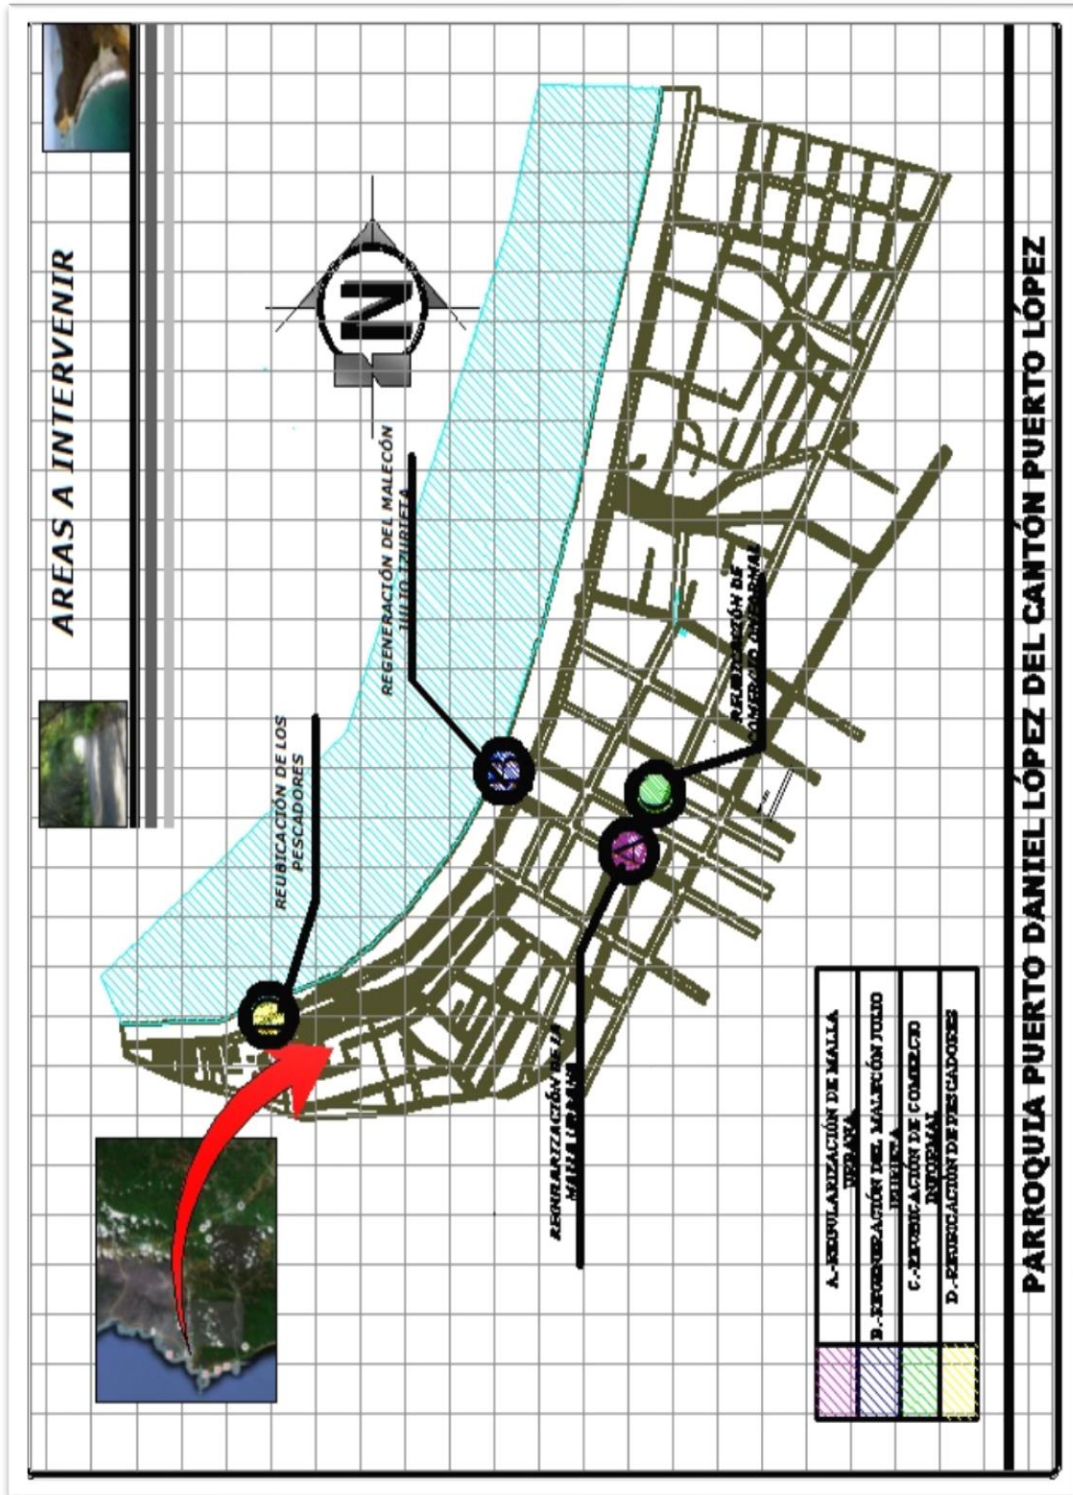 AREAS A INTERVENIR
N
REUBICACIÓN DE LOS
PESCADORES
REGENERACIÓN DEL MALECÓN
JULIO IZURIETA
REUBICACIÓN DE
COMERCIO INFORMAL
REGULARIZACIÓN DE LA
MALLA URBANA
B
A
A.-REGULARIZACIÓN DE MALLA
URBANA
B.-REGENERACIÓN DEL MALECÓN JULIO
IZURIETA
C.-REUBICACIÓN DE COMERCIO
INFORMAL
D.-REUBICACIÓN DE PESCADORES
PARROQUIA PUERTO DANIEL LÓPEZ DEL CANTÓN PUERTO LÓPEZ